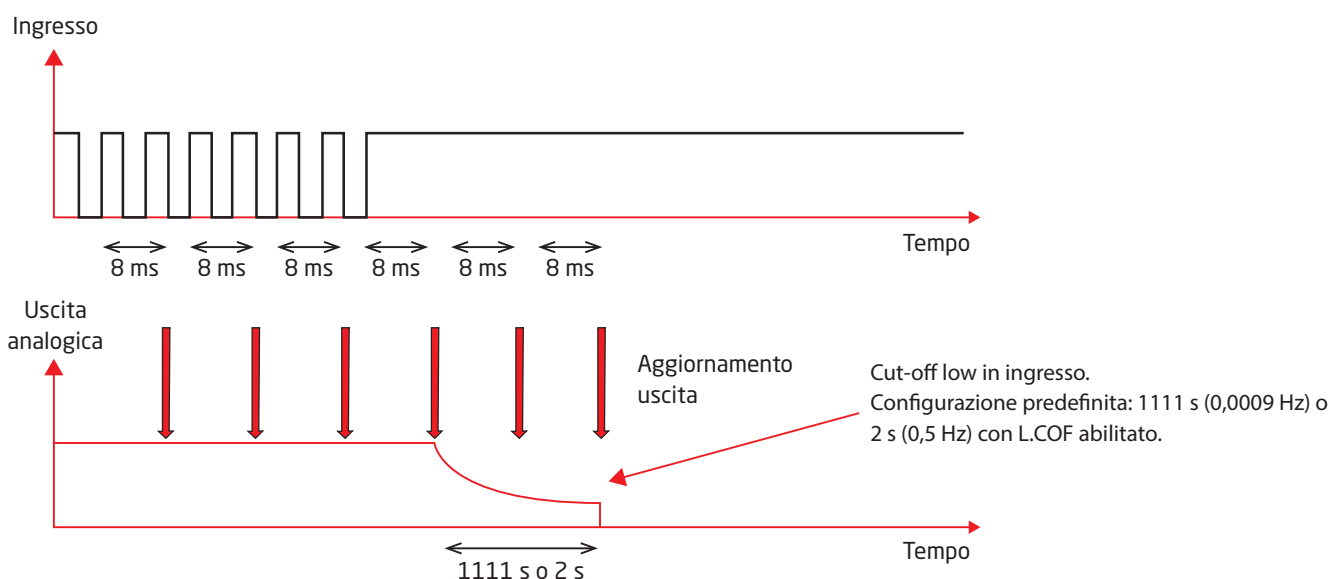 Ingresso
Tempo
8 ms
8 ms
8 ms
8 ms
8 ms
8 ms
Uscita
analogica
Aggiornamento
uscita
Cut-off low in ingresso.
Configurazione predefinita: 1111 s (0,0009 Hz) o
2 s (0,5 Hz) con L.COF abilitato.
Tempo
1111 s o 2 s